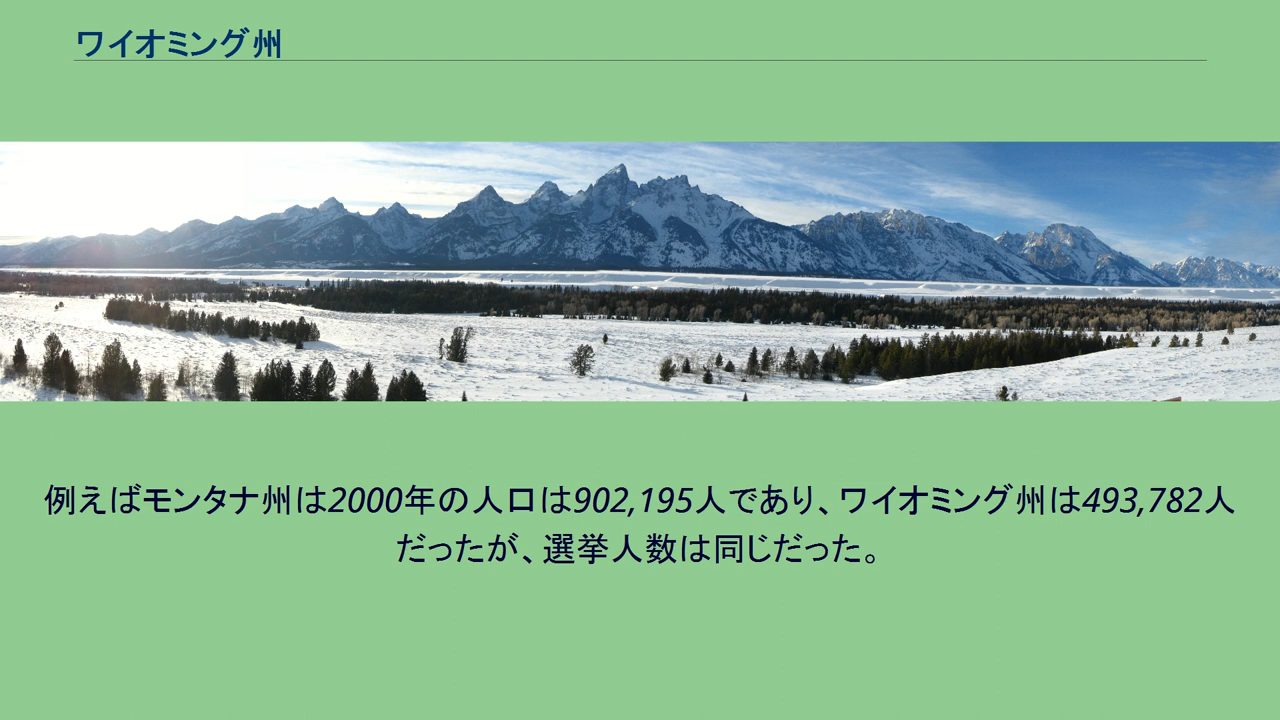 ワイオミング州
例えばモンタナ州は2000年の人口は902,195人であり、ワイオミング州は493,782人
だったが、選挙人数は同じだった。